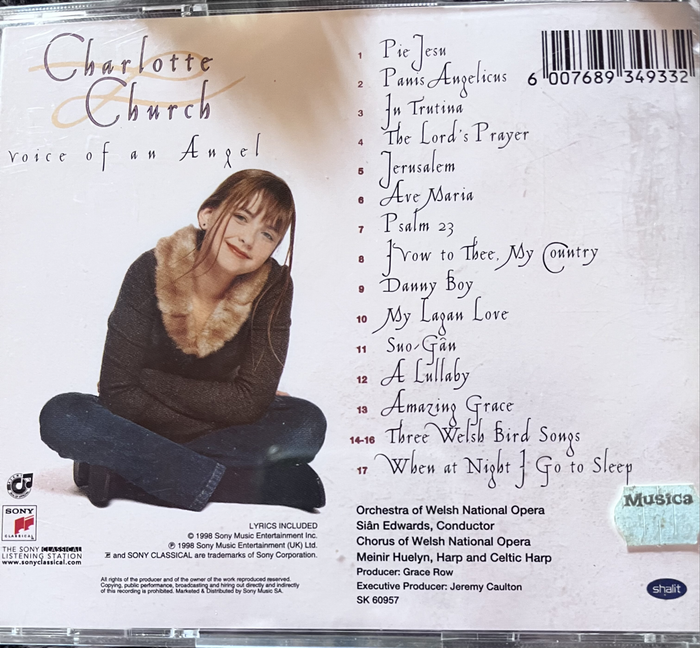 Charlotte
Church
Voice of an Angel
1 Pie Jesu
2 Panis Angelicus
3 In Trutina
4 The Lord's Prayer
5 Jerusalem
6 Ave Maria
7 Psalm 23
8 I Vow to Thee, My Country
9 Danny Boy
10 My Lagan Love
11 Suo-Gân
12 A Lullaby
13 Amazing Grace
14-16 Three Welsh Bird Songs
17 When at Night I Go to Sleep
6 007689 349332
Musica
Orchestra of Welsh National Opera
Siân Edwards, Conductor
Chorus of Welsh National Opera
Meinir Huelyn, Harp and Celtic Harp
Producer: Grace Row
Executive Producer: Jeremy Caulton
SK 60957
shalit
SONY
CLASSICAL
THE SONY CLASSICAL
LISTENING STATION
www.sonyclassical.com
LYRICS INCLUDED
© 1998 Sony Music Entertainment Inc.
℗ 1998 Sony Music Entertainment (UK) Ltd.
and SONY CLASSICAL are trademarks of Sony Corporation.
All rights of the producer and of the owner of the work reproduced reserved.
Copying, public performance, broadcasting and hiring out directly and indirectly
of this recording is prohibited. Marketed & Distributed by Sony Music SA.